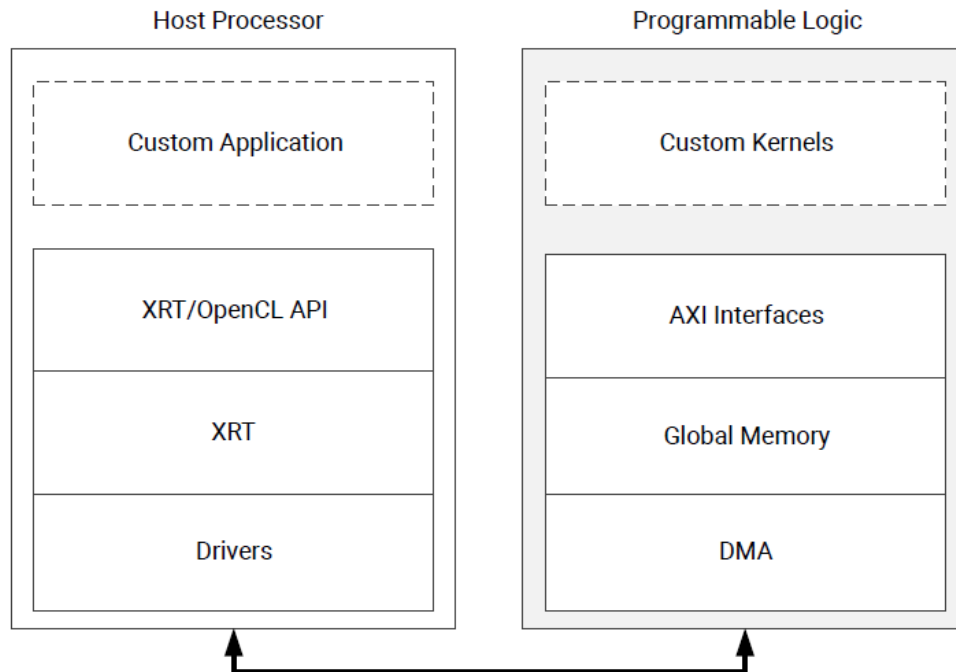 Host Processor
Programmable Logic
Custom Application
Custom Kernels
XRT/OpenCL API
AXI Interfaces
XRT
Global Memory
Drivers
DMA